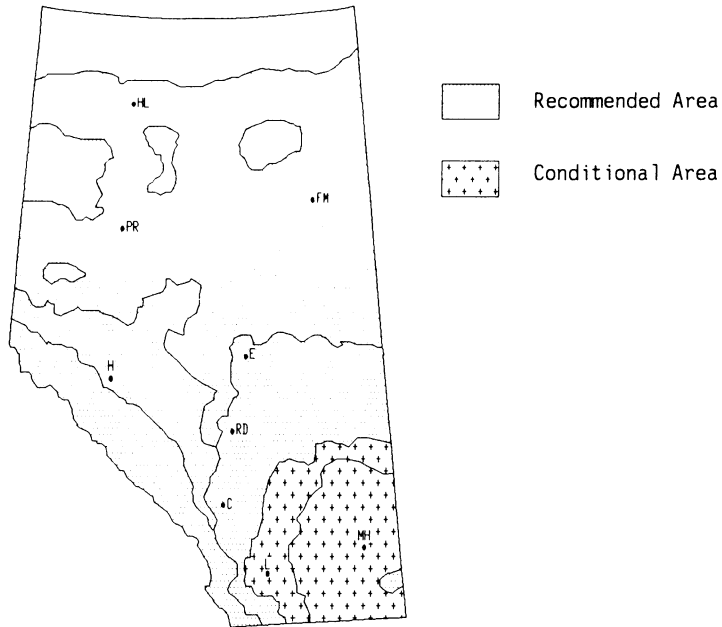 HL
Recommended Area
Conditional Area
FM
PR
E
H
RD
C
MH
L